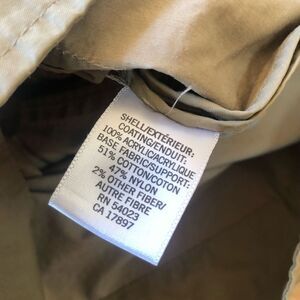 SHELL/EXTÉRIEUR:
COATING/ENDUIT:
100% ACRYLIC/ACRYLIQUE
BASE FABRIC/SUPPORT:
51% COTTON/COTON
47% NYLON
2% OTHER FIBER/
AUTRE FIBRE
RN 54023
CA 17897